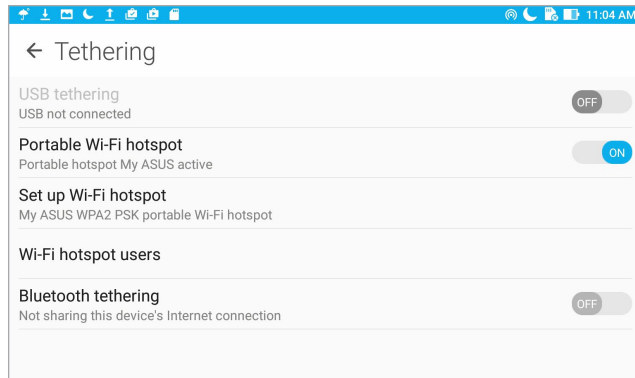 11:04 AM
Tethering
USB tethering
USB not connected
OFF
Portable Wi-Fi hotspot
Portable hotspot My ASUS active
ON
Set up Wi-Fi hotspot
My ASUS WPA2 PSK portable Wi-Fi hotspot
Wi-Fi hotspot users
Bluetooth tethering
Not sharing this device's Internet connection
OFF